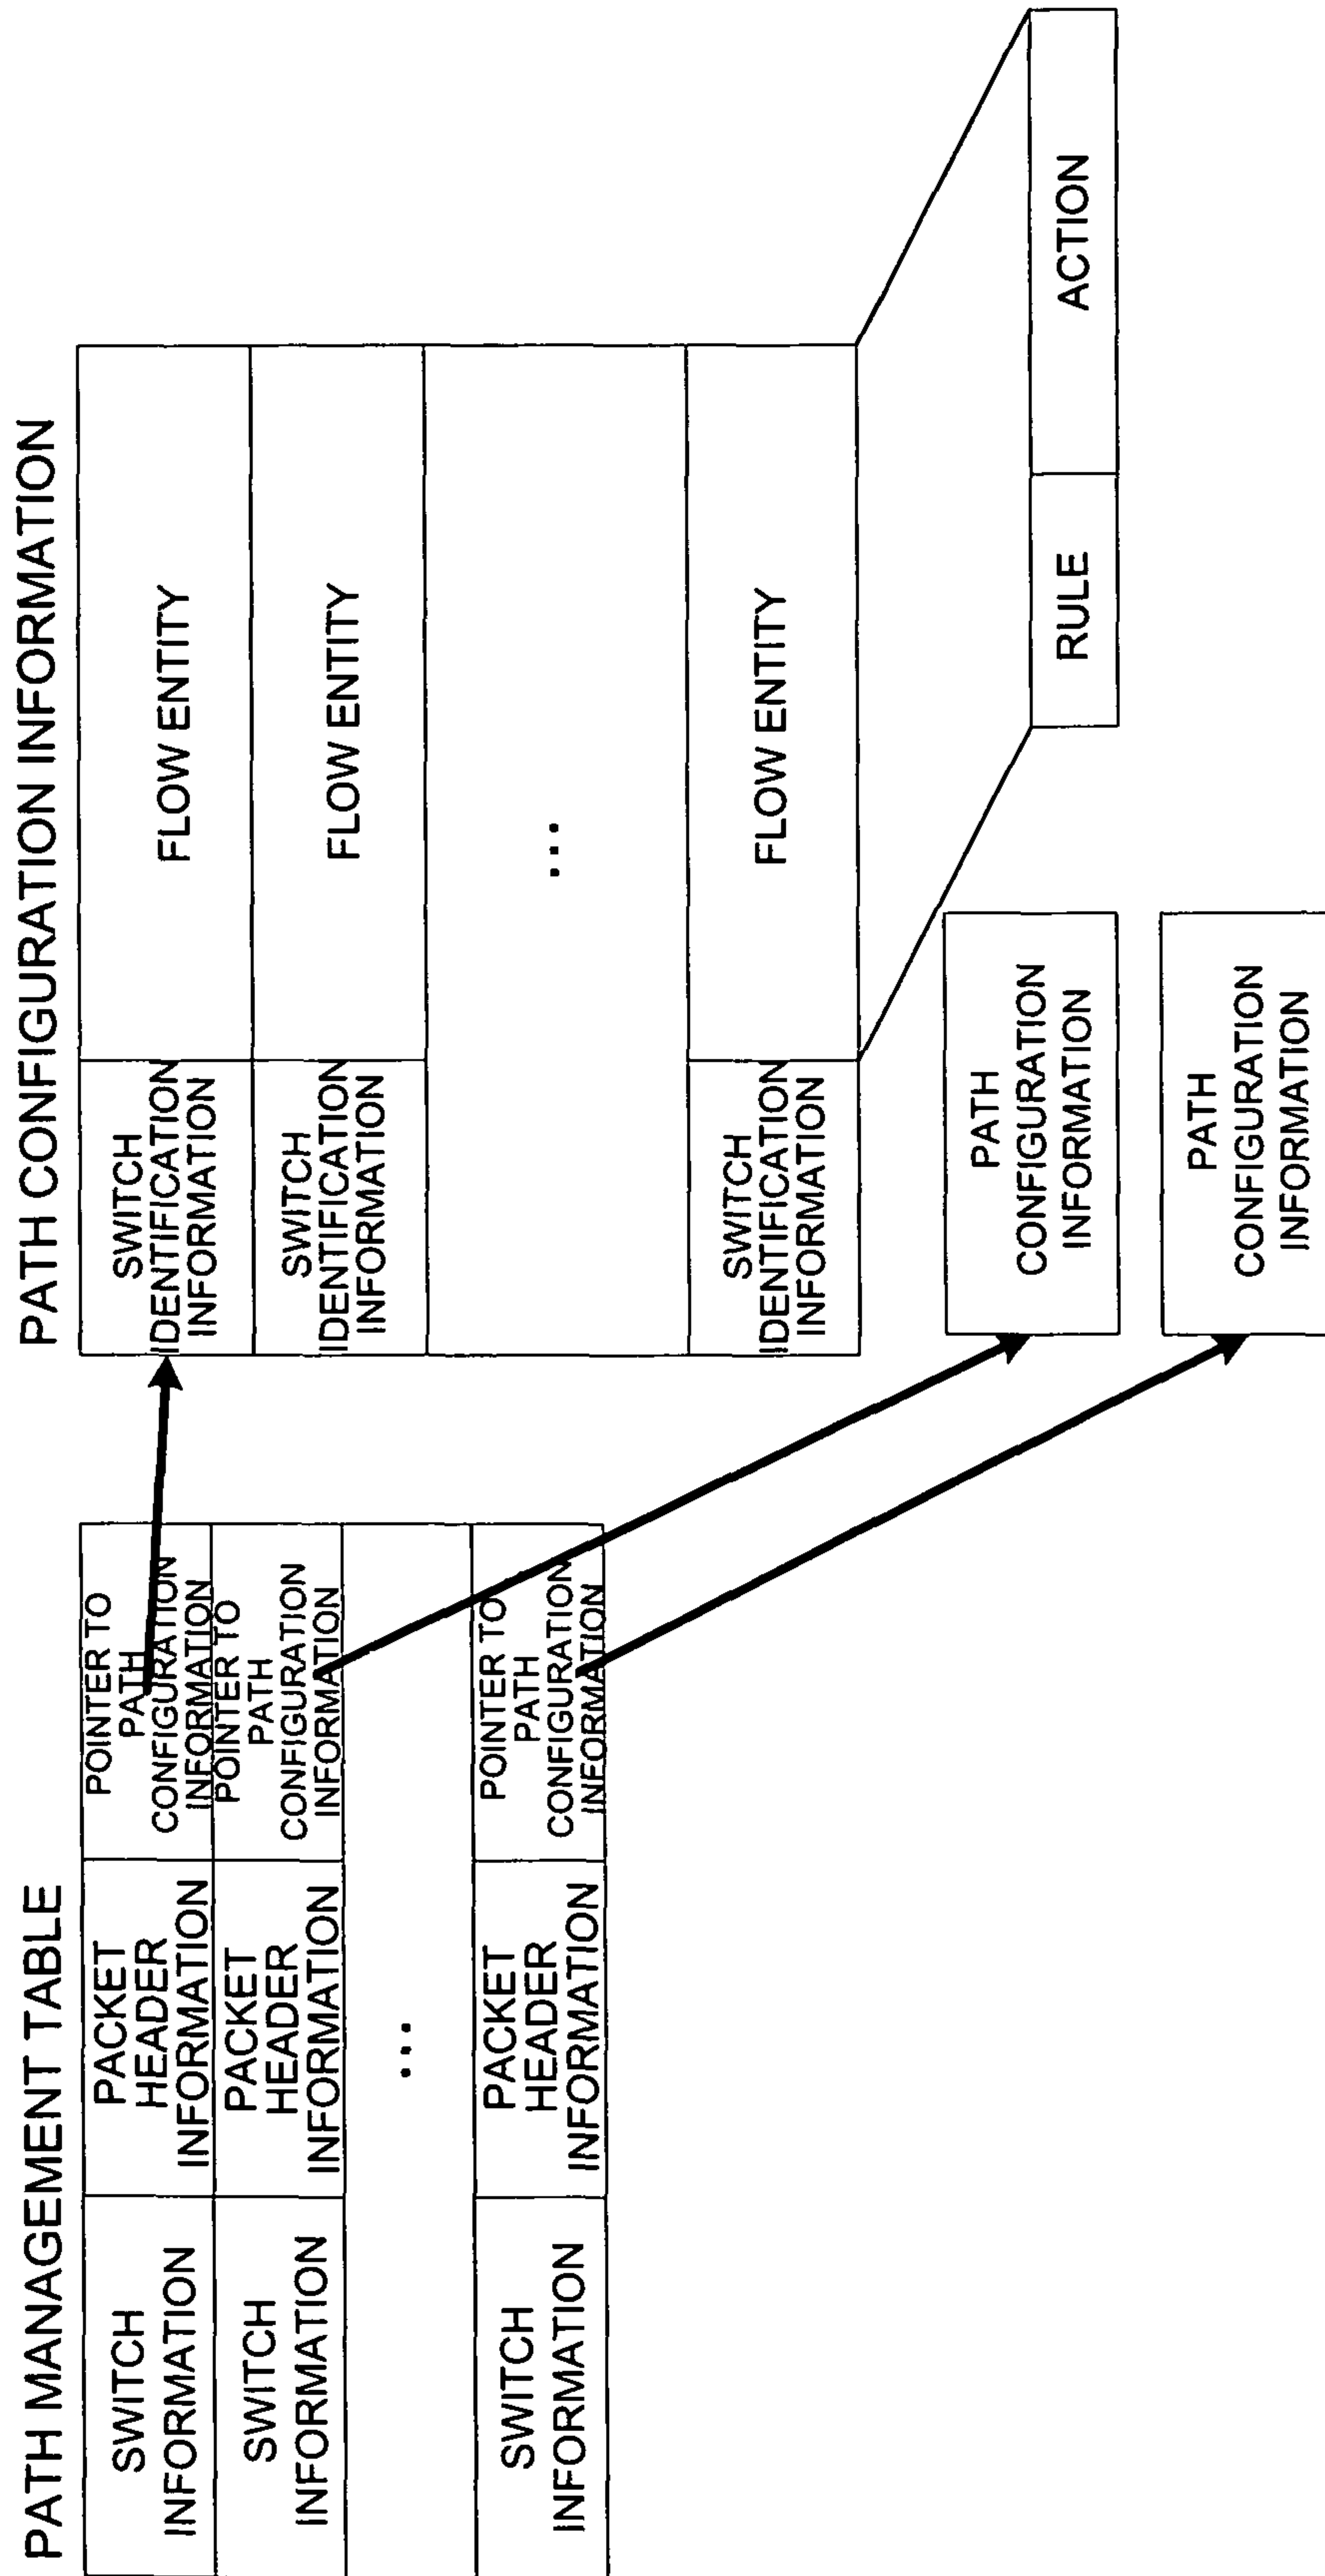 PATH MANAGEMENT TABLE
SWITCH
INFORMATION
PACKET
HEADER
INFORMATION
POINTER TO
PATH
CONFIGURATION
INFORMATION
SWITCH
INFORMATION
PACKET
HEADER
INFORMATION
POINTER TO
PATH
CONFIGURATION
INFORMATION
...
SWITCH
INFORMATION
PACKET
HEADER
INFORMATION
POINTER TO
PATH
CONFIGURATION
INFORMATION
PATH CONFIGURATION INFORMATION
SWITCH
IDENTIFICATION
INFORMATION
FLOW ENTITY
SWITCH
IDENTIFICATION
INFORMATION
FLOW ENTITY
...
SWITCH
IDENTIFICATION
INFORMATION
FLOW ENTITY
RULE
ACTION
PATH
CONFIGURATION
INFORMATION
PATH
CONFIGURATION
INFORMATION